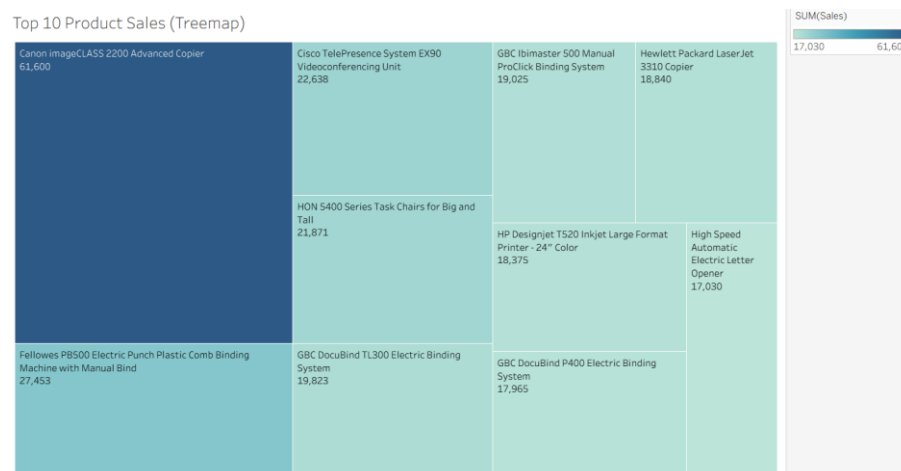 Top 10 Product Sales (Treemap)
Canon imageCLASS 2200 Advanced Copier
61,600
Fellowes PB500 Electric Punch Plastic Comb Binding
Machine with Manual Bind
27,453
Cisco TelePresence System EX90
Videoconferencing Unit
22,638
HON 5400 Series Task Chairs for Big and
Tall
21,871
GBC DocuBind TL300 Electric Binding
System
19,823
GBC Ibimaster 500 Manual
ProClick Binding System
19,025
Hewlett Packard LaserJet
3310 Copier
18,840
HP Designjet T520 Inkjet Large Format
Printer - 24" Color
18,375
GBC DocuBind P400 Electric Binding
System
17,965
High Speed
Automatic
Electric Letter
Opener
17,030
SUM(Sales)
17,030 61,600